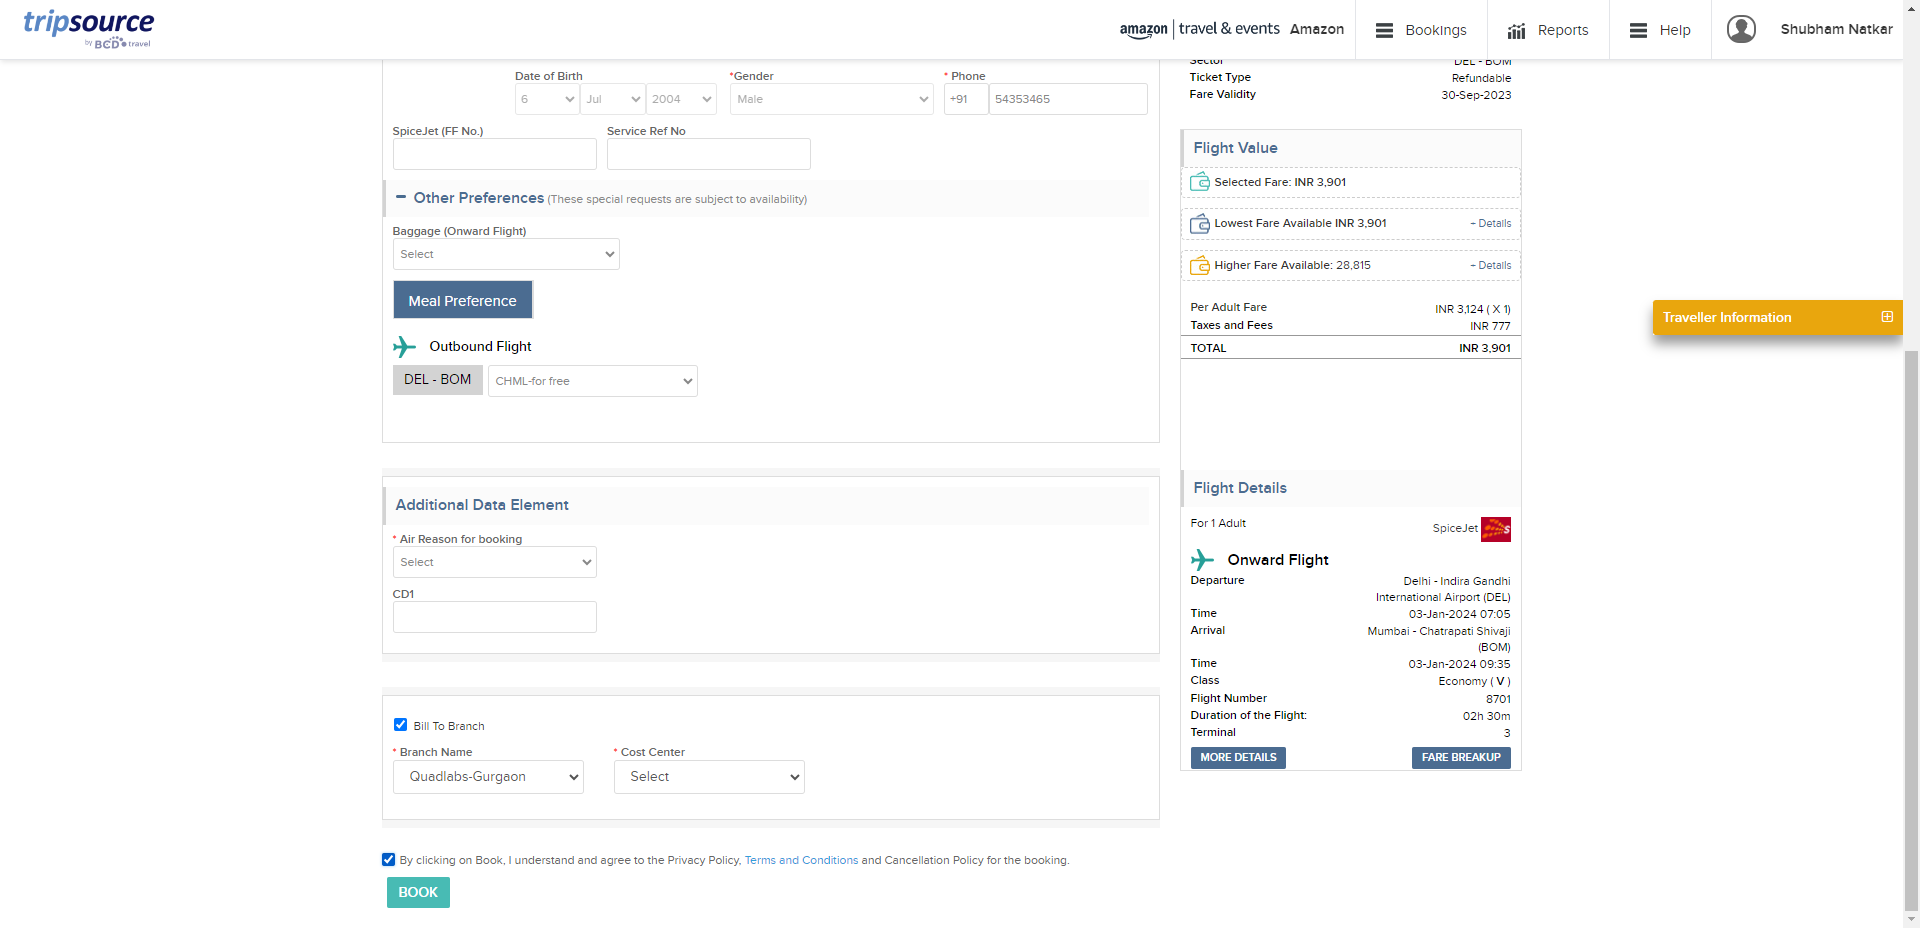 tripsource
by BCD travel
amazon | travel & events Amazon
Bookings
Reports
Help
Shubham Natkar
Date of Birth
*Gender
* Phone
6
Jul
2004
Male
+91
54353465
SpiceJet (FF No.)
Service Ref No
Other Preferences (These special requests are subject to availability)
Baggage (Onward Flight)
Select
Meal Preference
Outbound Flight
DEL - BOM
CHML-for free
Additional Data Element
* Air Reason for booking
Select
CD1
Bill To Branch
* Branch Name
* Cost Center
Quadlabs-Gurgaon
Select
By clicking on Book, I understand and agree to the Privacy Policy, Terms and Conditions and Cancellation Policy for the booking.
BOOK
Sector DEL - BOM
Ticket Type Refundable
Fare Validity 30-Sep-2023
Flight Value
Selected Fare: INR 3,901
Lowest Fare Available INR 3,901 + Details
Higher Fare Available: 28,815 + Details
Per Adult Fare INR 3,124 ( X 1)
Taxes and Fees INR 777
TOTAL INR 3,901
Flight Details
For 1 Adult SpiceJet
Onward Flight
Departure Delhi - Indira Gandhi
International Airport (DEL)
Time 03-Jan-2024 07:05
Arrival Mumbai - Chatrapati Shivaji
(BOM)
Time 03-Jan-2024 09:35
Class Economy ( V )
Flight Number 8701
Duration of the Flight: 02h 30m
Terminal 3
MORE DETAILS FARE BREAKUP
Traveller Information